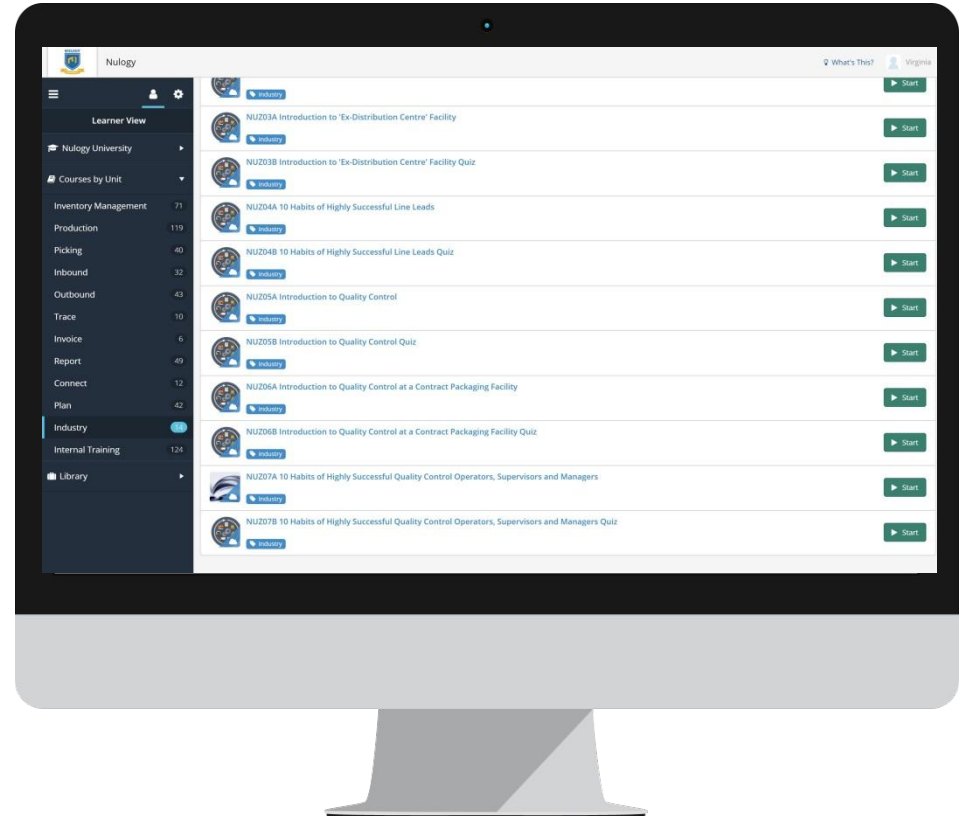 Nulogy
What's This?
Virginia
Learner View
Nulogy University
Courses by Unit
Inventory Management 71
Production 119
Picking 40
Inbound 32
Outbound 43
Trace 10
Invoice 6
Report 49
Connect 12
Plan 42
Industry 14
Internal Training 124
Library
Industry
Start
NUZ03A Introduction to 'Ex-Distribution Centre' Facility
Industry
Start
NUZ03B Introduction to 'Ex-Distribution Centre' Facility Quiz
Industry
Start
NUZ04A 10 Habits of Highly Successful Line Leads
Industry
Start
NUZ04B 10 Habits of Highly Successful Line Leads Quiz
Industry
Start
NUZ05A Introduction to Quality Control
Industry
Start
NUZ05B Introduction to Quality Control Quiz
Industry
Start
NUZ06A Introduction to Quality Control at a Contract Packaging Facility
Industry
Start
NUZ06B Introduction to Quality Control at a Contract Packaging Facility Quiz
Industry
Start
NUZ07A 10 Habits of Highly Successful Quality Control Operators, Supervisors and Managers
Industry
Start
NUZ07B 10 Habits of Highly Successful Quality Control Operators, Supervisors and Managers Quiz
Industry
Start